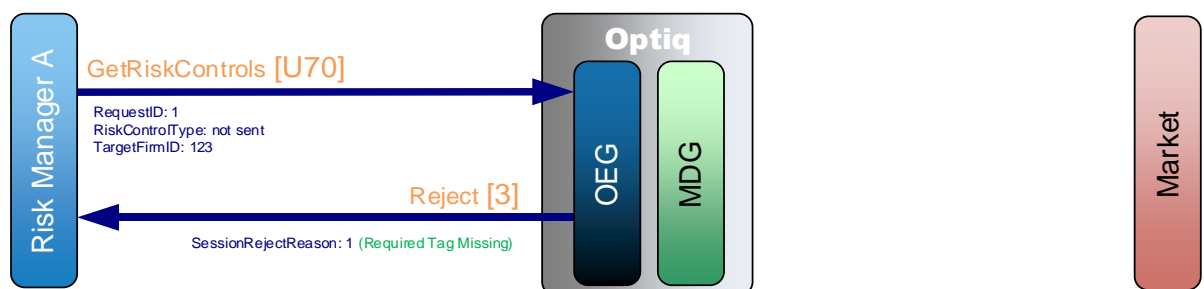 Risk Manager A
Optiq
GetRiskControls [U70]
RequestID: 1
RiskControlType: not sent
TargetFirmID: 123
OEG
MDG
Market
Reject [3]
SessionRejectReason: 1 (Required Tag Missing)